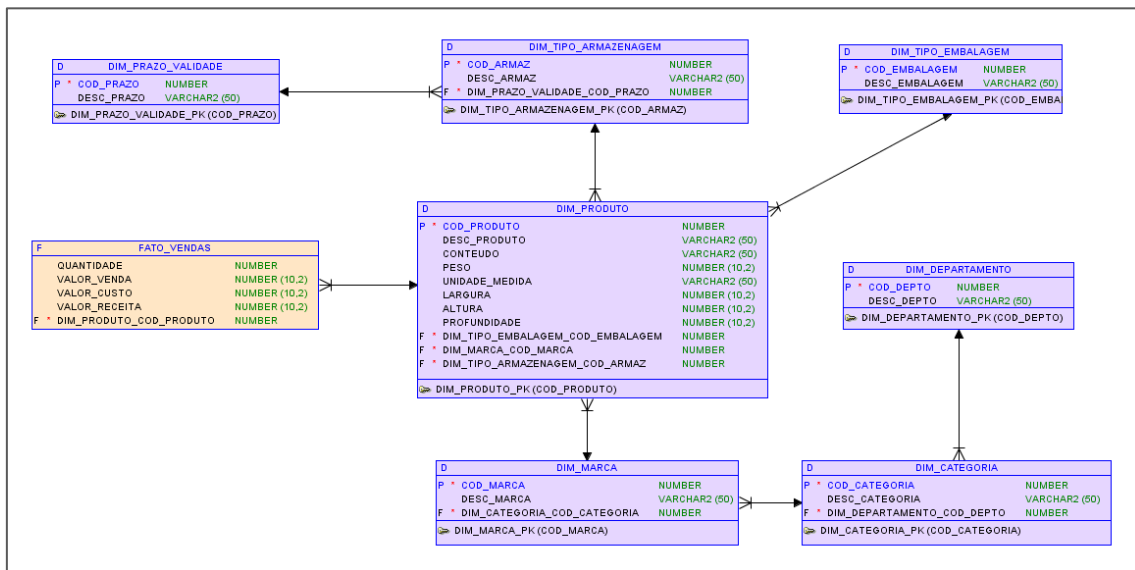 D DIM_PRAZO_VALIDADE
P * COD_PRAZO NUMBER
DESC_PRAZO VARCHAR2 (50)
DIM_PRAZO_VALIDADE_PK (COD_PRAZO)
D DIM_TIPO_ARMAZENAGEM
P * COD_ARMAZ NUMBER
DESC_ARMAZ VARCHAR2 (50)
F * DIM_PRAZO_VALIDADE_COD_PRAZO NUMBER
DIM_TIPO_ARMAZENAGEM_PK (COD_ARMAZ)
D DIM_TIPO_EMBALAGEM
P * COD_EMBALAGEM NUMBER
DESC_EMBALAGEM VARCHAR2 (50)
DIM_TIPO_EMBALAGEM_PK (COD_EMBA
F FATO_VENDAS
QUANTIDADE NUMBER
VALOR_VENDA NUMBER (10,2)
VALOR_CUSTO NUMBER (10,2)
VALOR_RECEITA NUMBER (10,2)
F * DIM_PRODUTO_COD_PRODUTO NUMBER
D DIM_PRODUTO
P * COD_PRODUTO NUMBER
DESC_PRODUTO VARCHAR2 (50)
CONTEUDO VARCHAR2 (50)
PESO NUMBER (10,2)
UNIDADE_MEDIDA VARCHAR2 (50)
LARGURA NUMBER (10,2)
ALTURA NUMBER (10,2)
PROFUNDIDADE NUMBER (10,2)
F * DIM_TIPO_EMBALAGEM_COD_EMBALAGEM NUMBER
F * DIM_MARCA_COD_MARCA NUMBER
F * DIM_TIPO_ARMAZENAGEM_COD_ARMAZ NUMBER
DIM_PRODUTO_PK (COD_PRODUTO)
D DIM_DEPARTAMENTO
P * COD_DEPTO NUMBER
DESC_DEPTO VARCHAR2 (50)
DIM_DEPARTAMENTO_PK (COD_DEPTO)
D DIM_MARCA
P * COD_MARCA NUMBER
DESC_MARCA VARCHAR2 (50)
F * DIM_CATEGORIA_COD_CATEGORIA NUMBER
DIM_MARCA_PK (COD_MARCA)
D DIM_CATEGORIA
P * COD_CATEGORIA NUMBER
DESC_CATEGORIA VARCHAR2 (50)
F * DIM_DEPARTAMENTO_COD_DEPTO NUMBER
DIM_CATEGORIA_PK (COD_CATEGORIA)